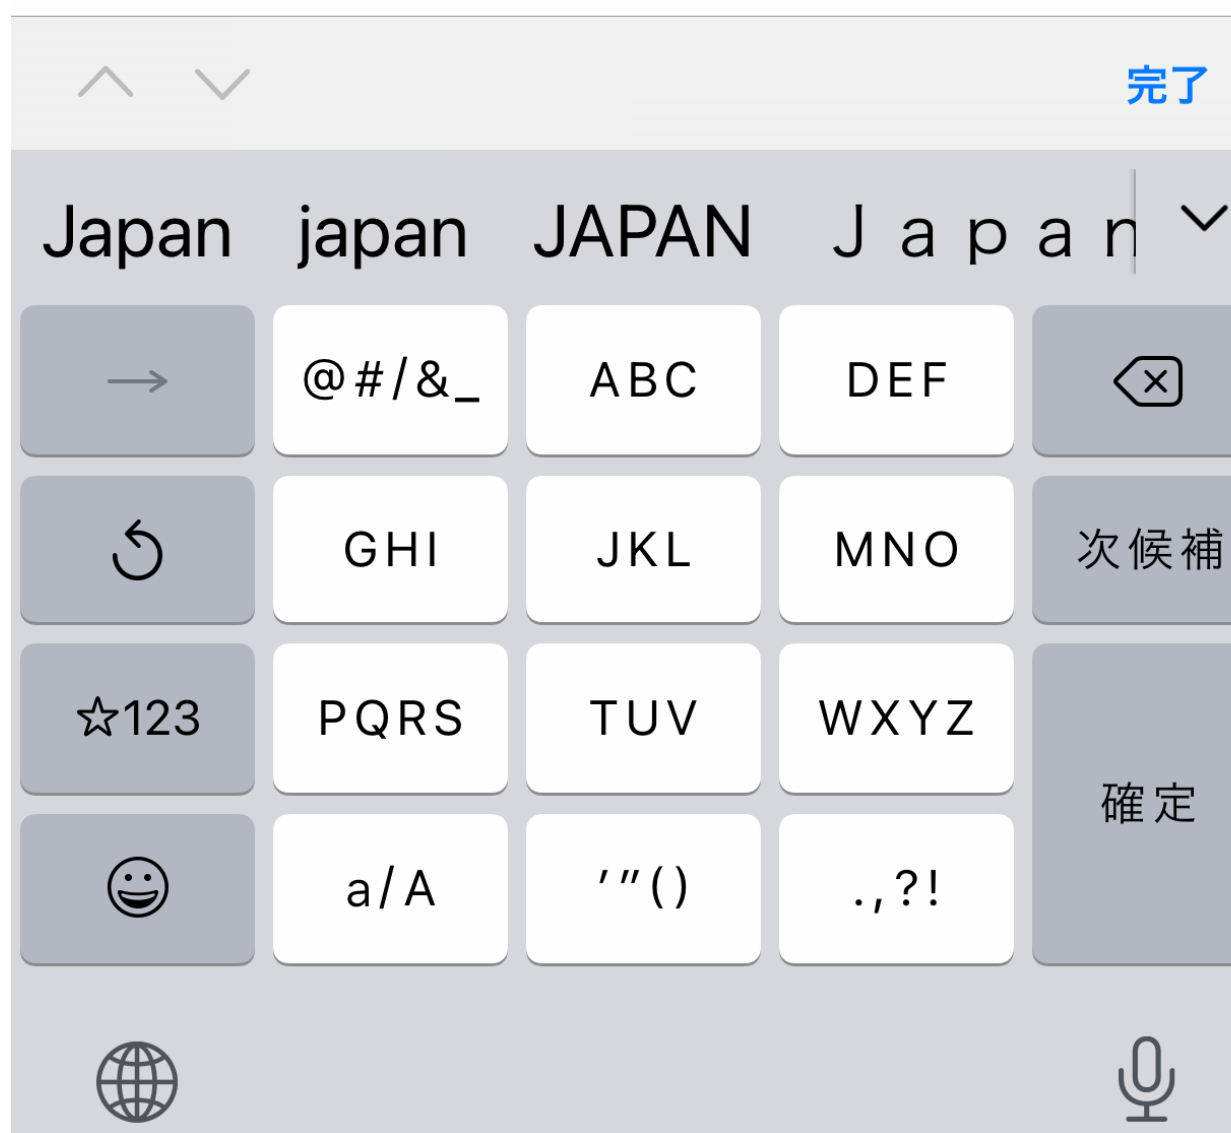 完了
Japan japan JAPAN Japan
@#/&_ ABC DEF
GHI JKL MNO 次候補
☆123 PQRS TUV WXYZ
確定
a/A ’”() .,?!